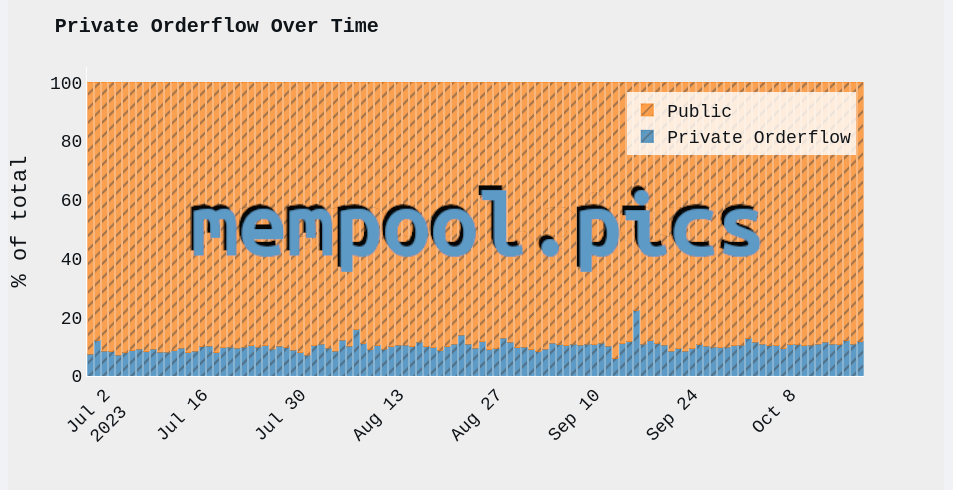 Private Orderflow Over Time
100
80
60
40
20
0
% of total
Public
Private Orderflow
mempool.pics
Jul 2
2023
Jul 16
Jul 30
Aug 13
Aug 27
Sep 10
Sep 24
Oct 8